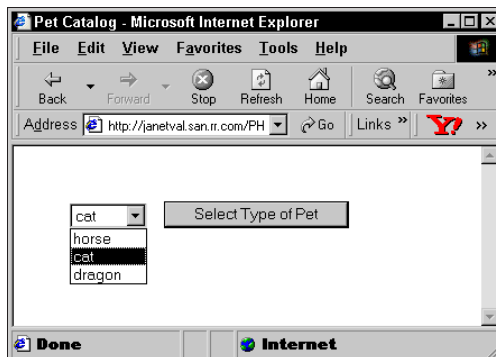 Pet Catalog - Microsoft Internet Explorer
File Edit View Favorites Tools Help
Back Forward Stop Refresh Home Search Favorites »
Address http://janetval.san.rr.com/PH Go Links » Y! »
cat Select Type of Pet
horse
cat
dragon
Done Internet